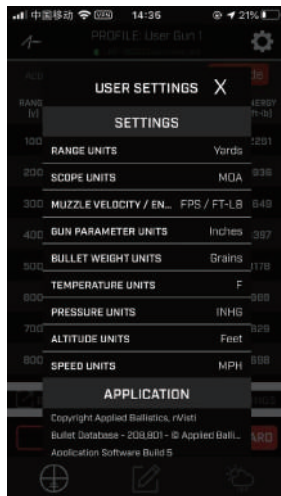 中国移动 14:35 21%
PROFILE: User Gun 1
USER SETTINGS X
SETTINGS
RANGE UNITS Yards
SCOPE UNITS MOA
MUZZLE VELOCITY / EN... FPS / FT-LB
GUN PARAMETER UNITS Inches
BULLET WEIGHT UNITS Grains
TEMPERATURE UNITS F
PRESSURE UNITS INHG
ALTITUDE UNITS Feet
SPEED UNITS MPH
APPLICATION
Copyright Applied Ballistics, nVisti
Bullet Database - 208,801 - © Applied Balli...
Application Software Build 5